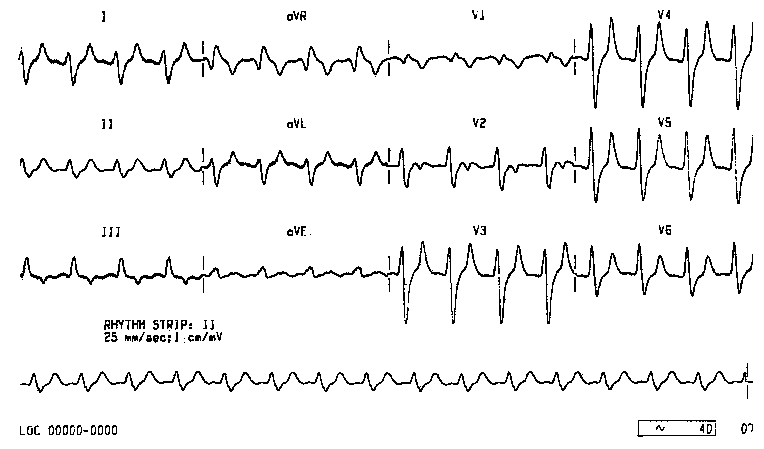 I aVR V1 V4
II aVL V2 V5
III aVF V3 V6
RHYTHM STRIP: II
25 mm/sec;1 cm/mV
LOC 00000-0000 ~ 40 07